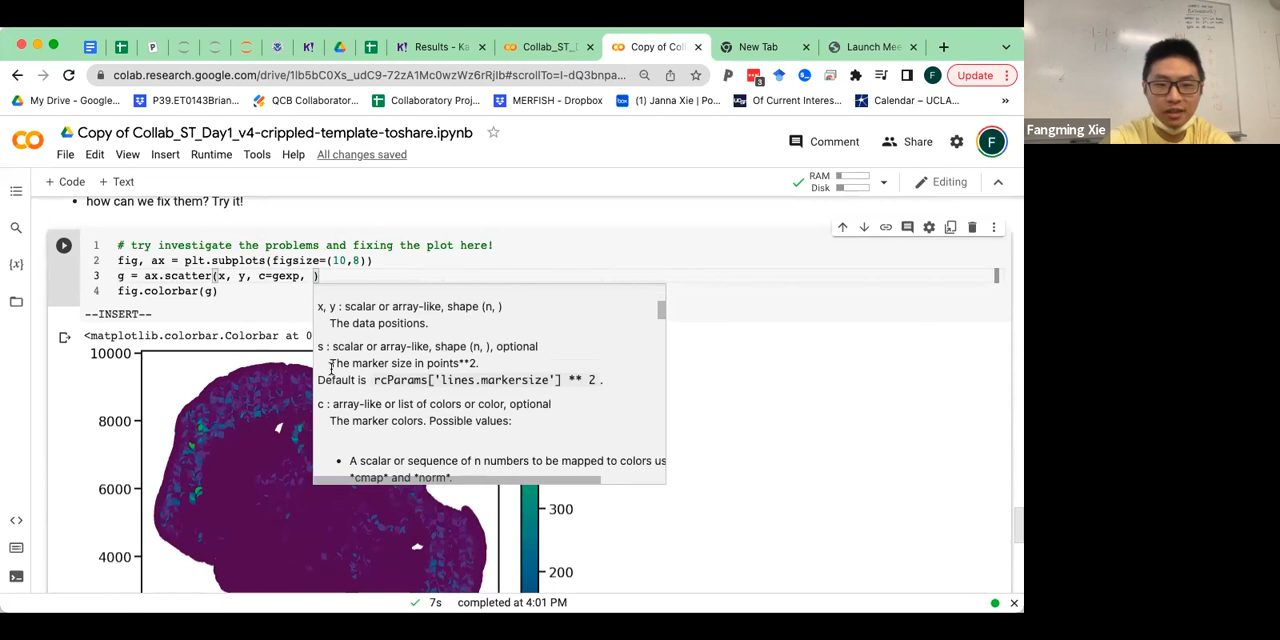 Results - Ka
Collab_ST_D
Copy of Coll
New Tab
Launch Mee
colab.research.google.com/drive/1lb5bC0Xs_udC9-72zA1Mc0wzWz6rRjlb#scrollTo=I-dQ3bnpa...
Update
My Drive - Google...
P39.ET0143Brian...
QCB Collaborator...
Collaboratory Proj...
MERFISH - Dropbox
(1) Janna Xie | Po...
Of Current Interes...
Calendar – UCLA...
Fangming Xie
Copy of Collab_ST_Day1_v4-crippled-template-toshare.ipynb
File Edit View Insert Runtime Tools Help All changes saved
Comment
Share
+ Code + Text
RAM
Disk
Editing
• how can we fix them? Try it!
1 # try investigate the problems and fixing the plot here!
2 fig, ax = plt.subplots(figsize=(10,8))
3 g = ax.scatter(x, y, c=gexp, )
4 fig.colorbar(g)
--INSERT--
<matplotlib.colorbar.Colorbar at 0
x, y : scalar or array-like, shape (n, )
The data positions.
s : scalar or array-like, shape (n, ), optional
The marker size in points**2.
Default is rcParams['lines.markersize'] ** 2 .
c : array-like or list of colors or color, optional
The marker colors. Possible values:
• A scalar or sequence of n numbers to be mapped to colors us
*cmap* and *norm*.
10000
8000
6000
4000
300
200
7s completed at 4:01 PM